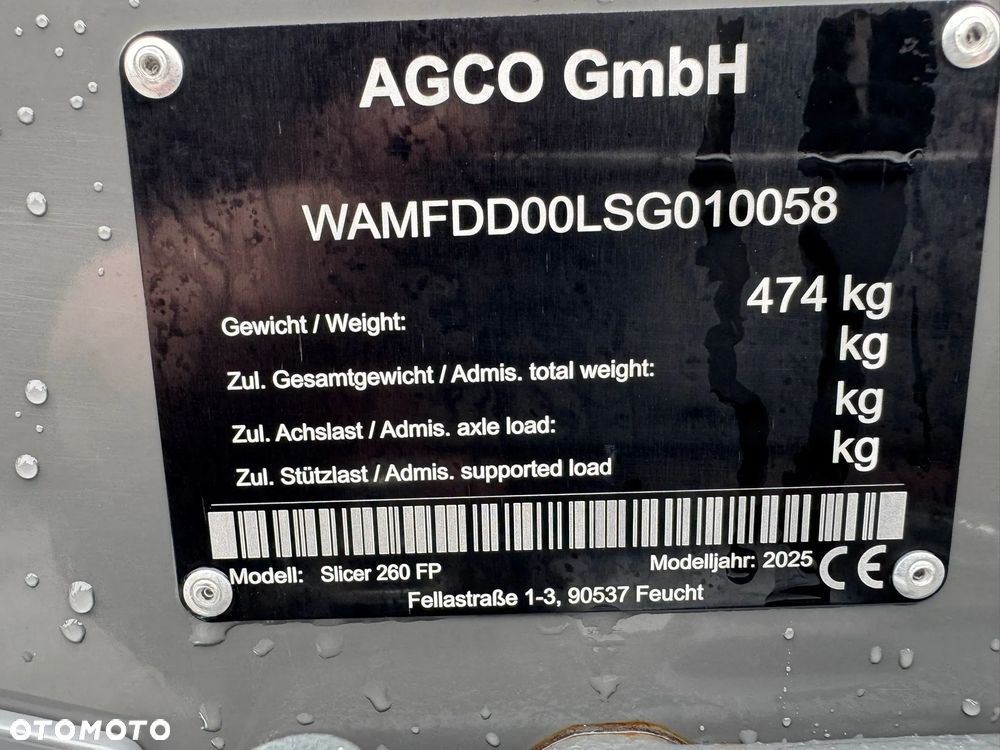 AGCO GmbH
WAMFDD00LSG010058
Gewicht / Weight: 474 kg
Zul. Gesamtgewicht / Admis. total weight: kg
Zul. Achslast / Admis. axle load: kg
Zul. Stützlast / Admis. supported load kg
Modell: Slicer 260 FP Modelljahr: 2025 CE
Fellastraße 1-3, 90537 Feucht
OTOMOTO